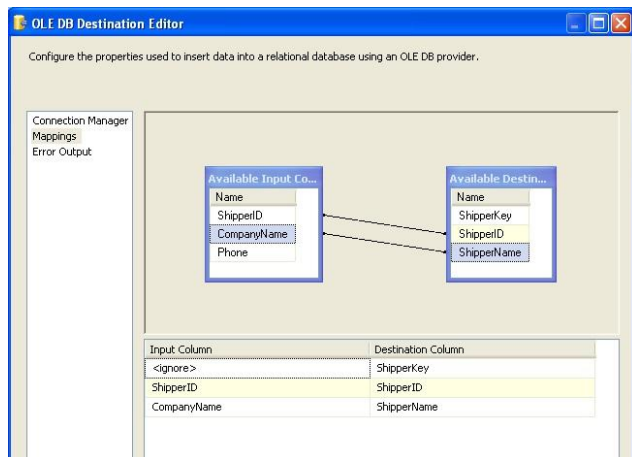 OLE DB Destination Editor
Configure the properties used to insert data into a relational database using an OLE DB provider.
Connection Manager
Mappings
Error Output
Available Input Co...
Name
ShipperID
CompanyName
Phone
Available Destin...
Name
ShipperKey
ShipperID
ShipperName
Input Column Destination Column
<ignore> ShipperKey
ShipperID ShipperID
CompanyName ShipperName